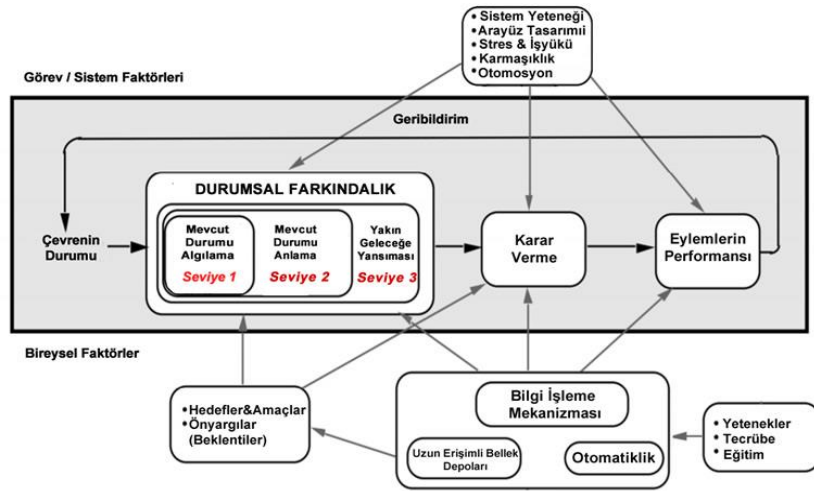 • Sistem Yeteneği
• Arayüz Tasarımıi
• Stres & İşyükü
• Karmaşıklık
• Otomosyon
Görev / Sistem Faktörleri
Geribildirim
DURUMSAL FARKINDALIK
Çevrenin
Durumu
Mevcut
Durumu
Algılama
Seviye 1
Mevcut
Durumu
Anlama
Seviye 2
Yakın
Geleceğe
Yansıması
Seviye 3
Karar
Verme
Eylemlerin
Performansı
Bireysel Faktörler
• Hedefler&Amaçlar
• Önyargılar
(Beklentiler)
Bilgi İşleme
Mekanizması
Uzun Erişimli Bellek
Depoları
Otomatiklik
• Yetenekler
• Tecrübe
• Eğitim